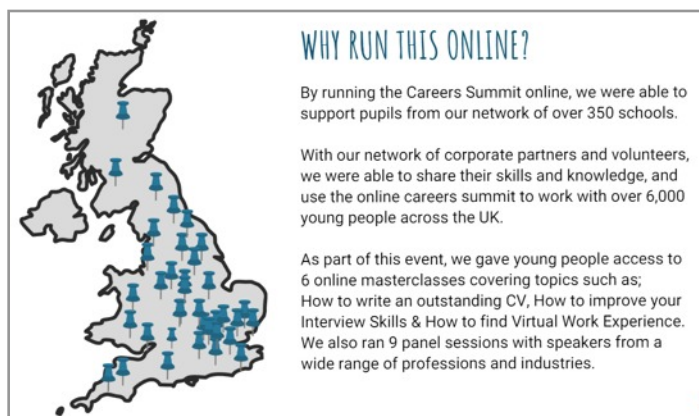 WHY RUN THIS ONLINE?
By running the Careers Summit online, we were able to
support pupils from our network of over 350 schools.
With our network of corporate partners and volunteers,
we were able to share their skills and knowledge, and
use the online careers summit to work with over 6,000
young people across the UK.
As part of this event, we gave young people access to
6 online masterclasses covering topics such as;
How to write an outstanding CV, How to improve your
Interview Skills & How to find Virtual Work Experience.
We also ran 9 panel sessions with speakers from a
wide range of professions and industries.